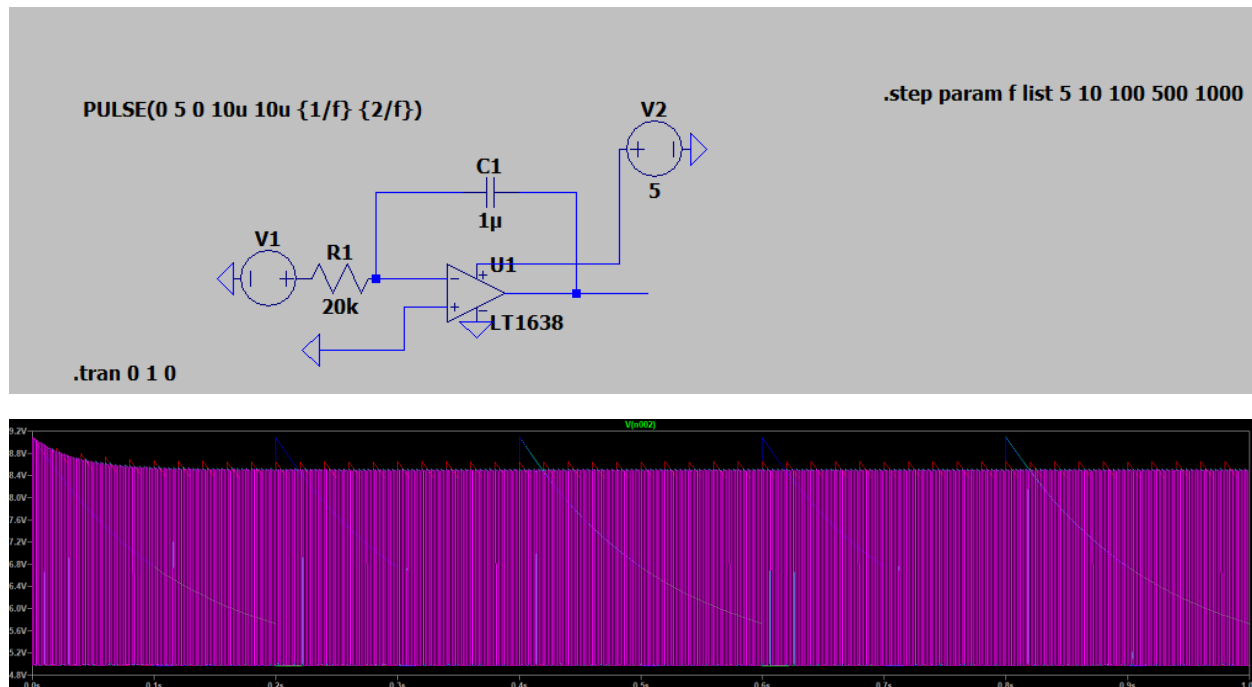 PULSE(0 5 0 10u 10u {1/f} {2/f})
.step param f list 5 10 100 500 1000
V2
5
C1
1µ
V1
R1
20k
U1
LT1638
.tran 0 1 0
V(n002)
9.2V
8.8V
8.4V
8.0V
7.6V
7.2V
6.8V
6.4V
6.0V
5.6V
5.2V
4.8V
0.0s 0.1s 0.2s 0.3s 0.4s 0.5s 0.6s 0.7s 0.8s 0.9s